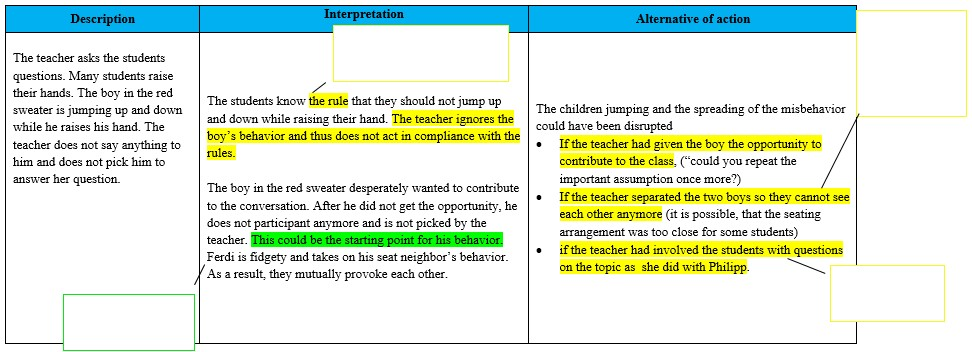 Description
Interpretation
Alternative of action
The teacher asks the students
questions. Many students raise
their hands. The boy in the red
sweater is jumping up and down
while he raises his hand. The
teacher does not say anything to
him and does not pick him to
answer her question.
The students know the rule that they should not jump up
and down while raising their hand. The teacher ignores the
boy's behavior and thus does not act in compliance with the
rules.
The boy in the red sweater desperately wanted to contribute
to the conversation. After he did not get the opportunity, he
does not participant anymore and is not picked by the
teacher. This could be the starting point for his behavior.
Ferdi is fidgety and takes on his seat neighbor's behavior.
As a result, they mutually provoke each other.
The children jumping and the spreading of the misbehavior
could have been disrupted
• If the teacher had given the boy the opportunity to
contribute to the class, ("could you repeat the
important assumption once more?)
• If the teacher separated the two boys so they cannot see
each other anymore (it is possible, that the seating
arrangement was too close for some students)
• if the teacher had involved the students with questions
on the topic as she did with Philipp.